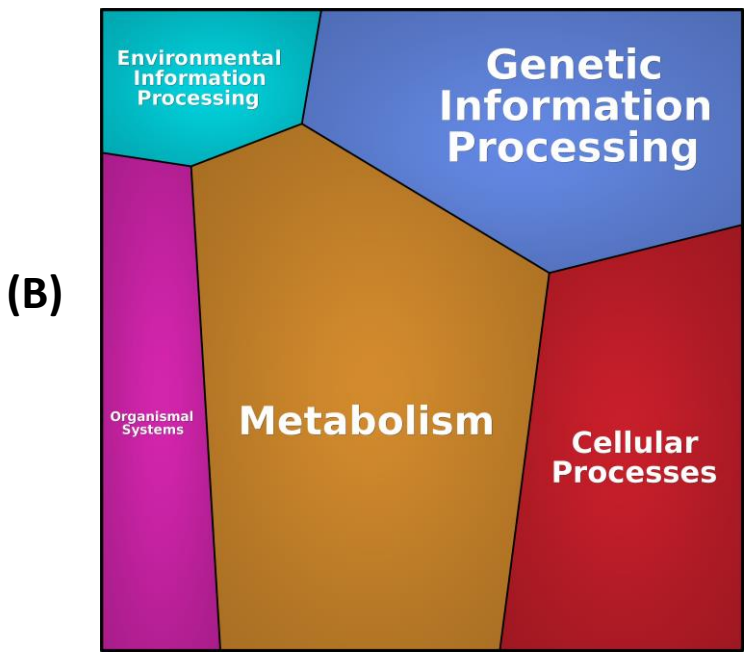 Environmental
Information
Processing
Genetic
Information
Processing
(B)
Organismal
Systems
Metabolism
Cellular
Processes